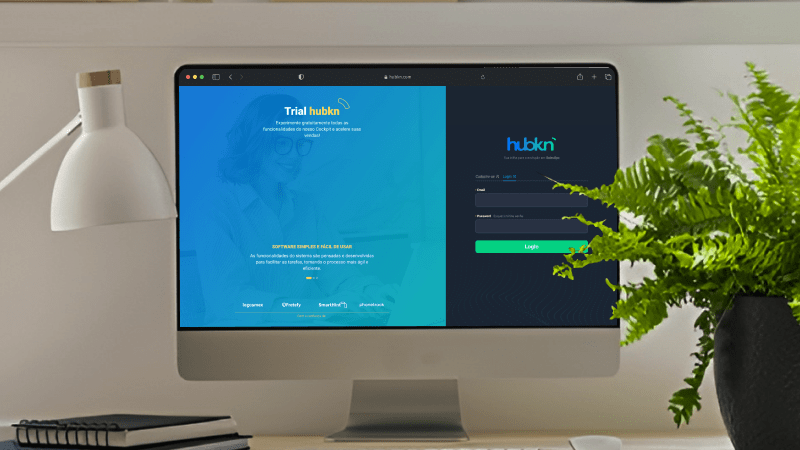 hubkn.com
Trial hubkn
Experimente gratuitamente todas as
funcionalidades do nosso Cockpit e acelere suas
vendas!
SOFTWARE SIMPLES E FÁCIL DE USAR
As funcionalidades do sistema são pensadas e desenvolvidas
para facilitar as tarefas, tornando o processo mais ágil e
eficiente.
hubkn
Login
Email
Password
Login